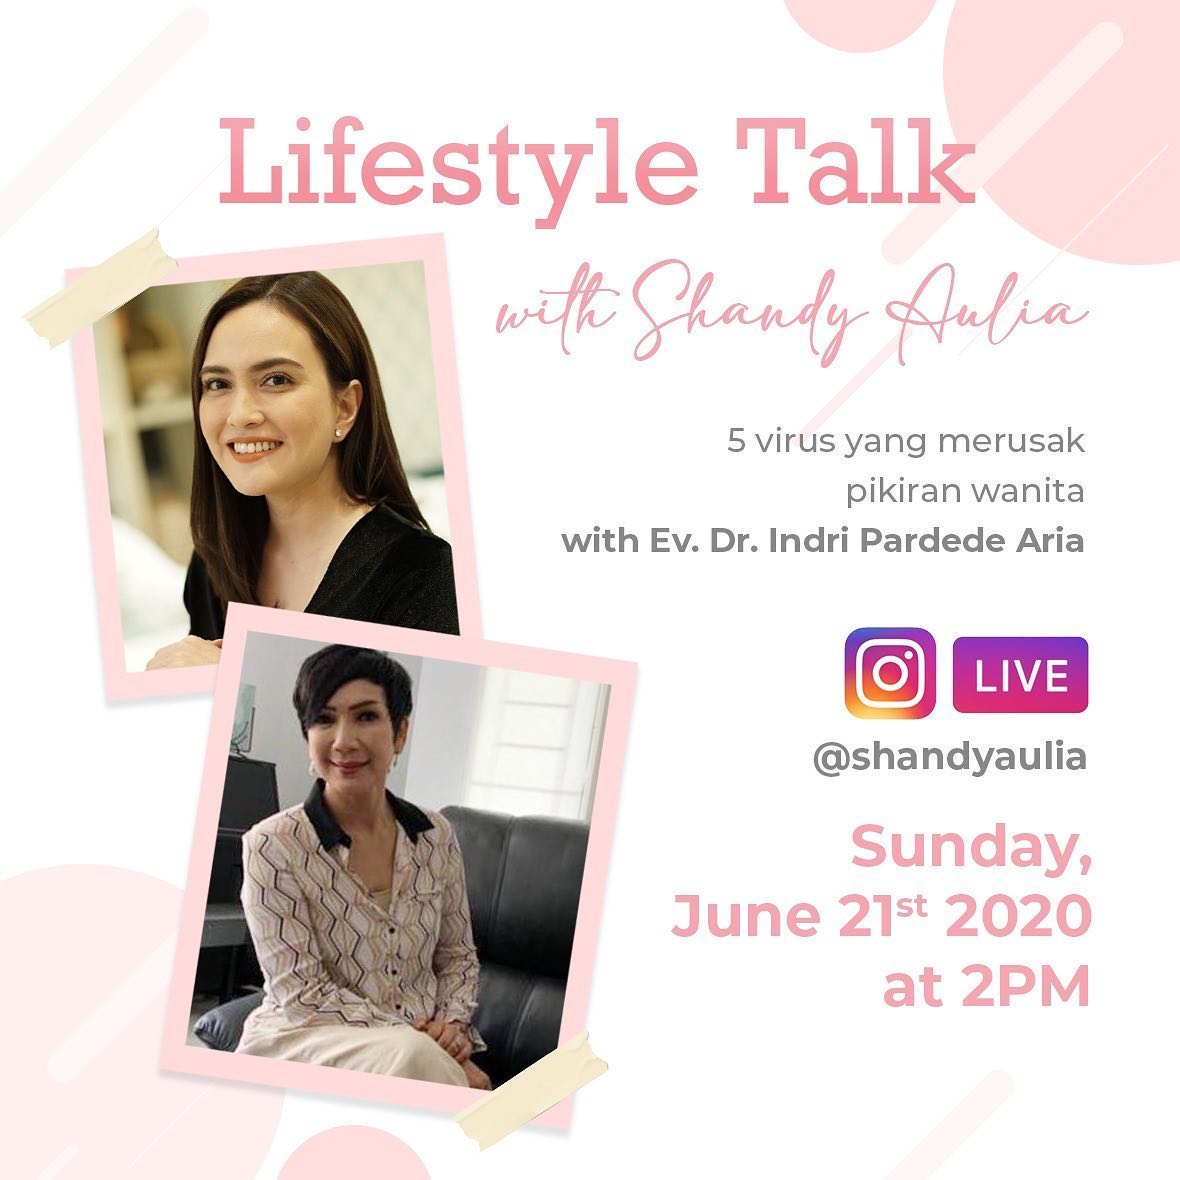 Lifestyle Talk
with Shandy Aulia
5 virus yang merusak
pikiran wanita
with Ev. Dr. Indri Pardede Aria
LIVE
@shandyaulia
Sunday,
June 21st 2020
at 2PM